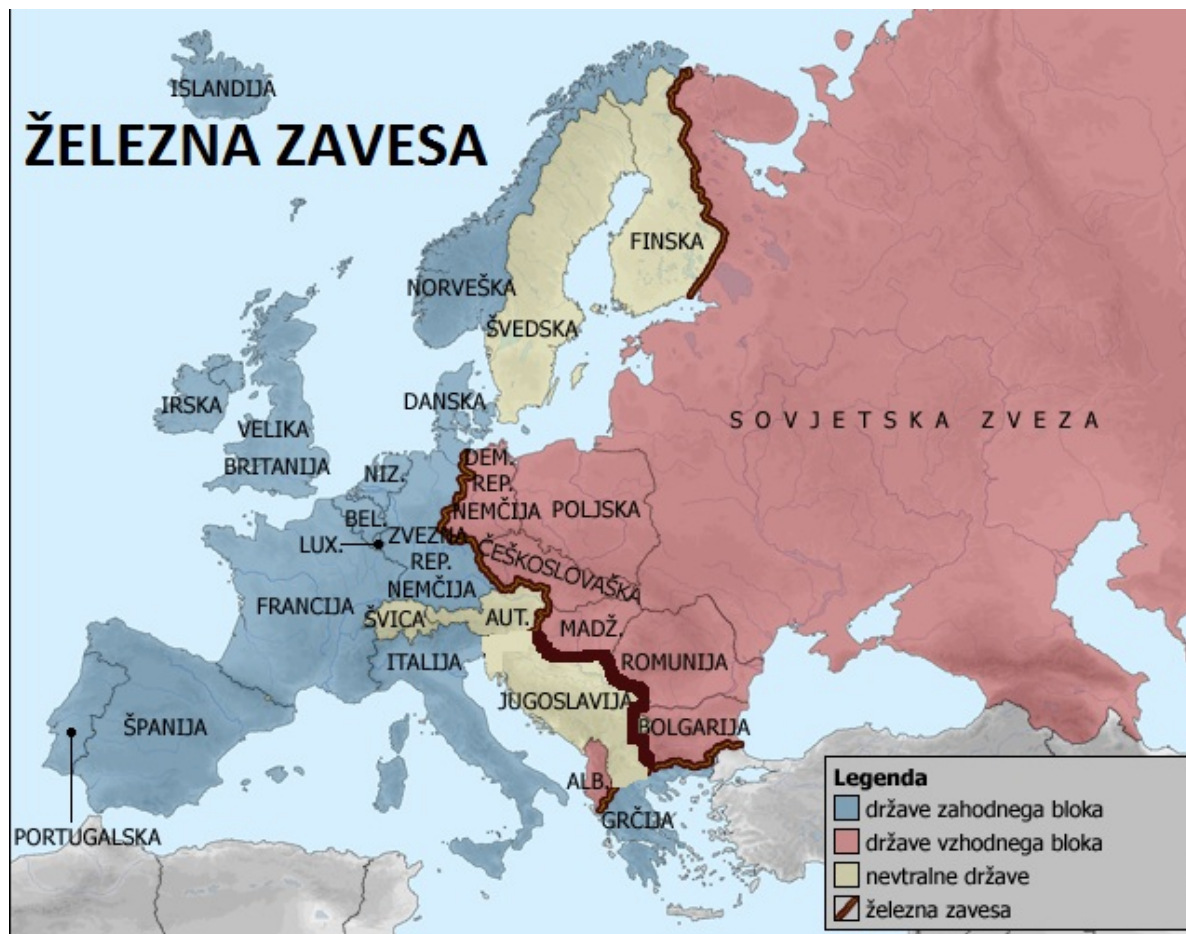 ISLANDIJA
ŽELEZNA ZAVESA
FINSKA
NORVEŠKA
ŠVEDSKA
IRSKA
DANSKA
VELIKA
BRITANIJA
SOVJETSKA ZVEZA
NIZ.
DEM.
REP.
NEMČIJA
POLJSKA
BEL.
LUX.
ZVEZNA
REP.
NEMČIJA
ČEŠKOSLOVAŠKA
FRANCIJA
ŠVICA
AUT.
MADŽ.
ITALIJA
ROMUNIJA
JUGOSLAVIJA
ŠPANIJA
BOLGARIJA
ALB.
GRČIJA
PORTUGALSKA
Legenda
države zahodnega bloka
države vzhodnega bloka
nevtralne države
železna zavesa